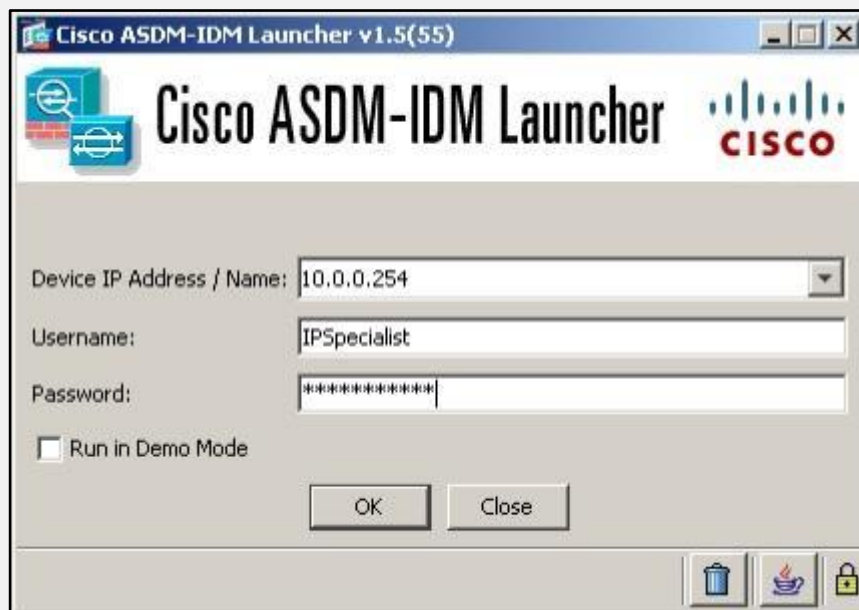 Cisco ASDM-IDM Launcher v1.5(55)
Cisco ASDM-IDM Launcher
CISCO
Device IP Address / Name: 10.0.0.254
Username: IPSpecialist
Password: ***********
Run in Demo Mode
OK Close